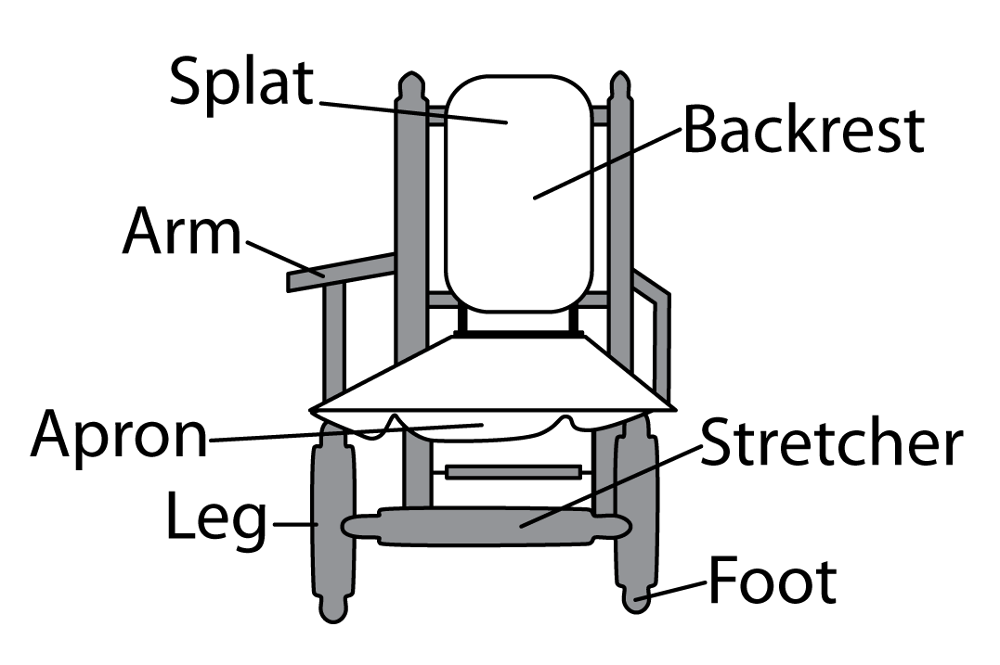 Splat
Backrest
Arm
Apron
Stretcher
Leg
Foot